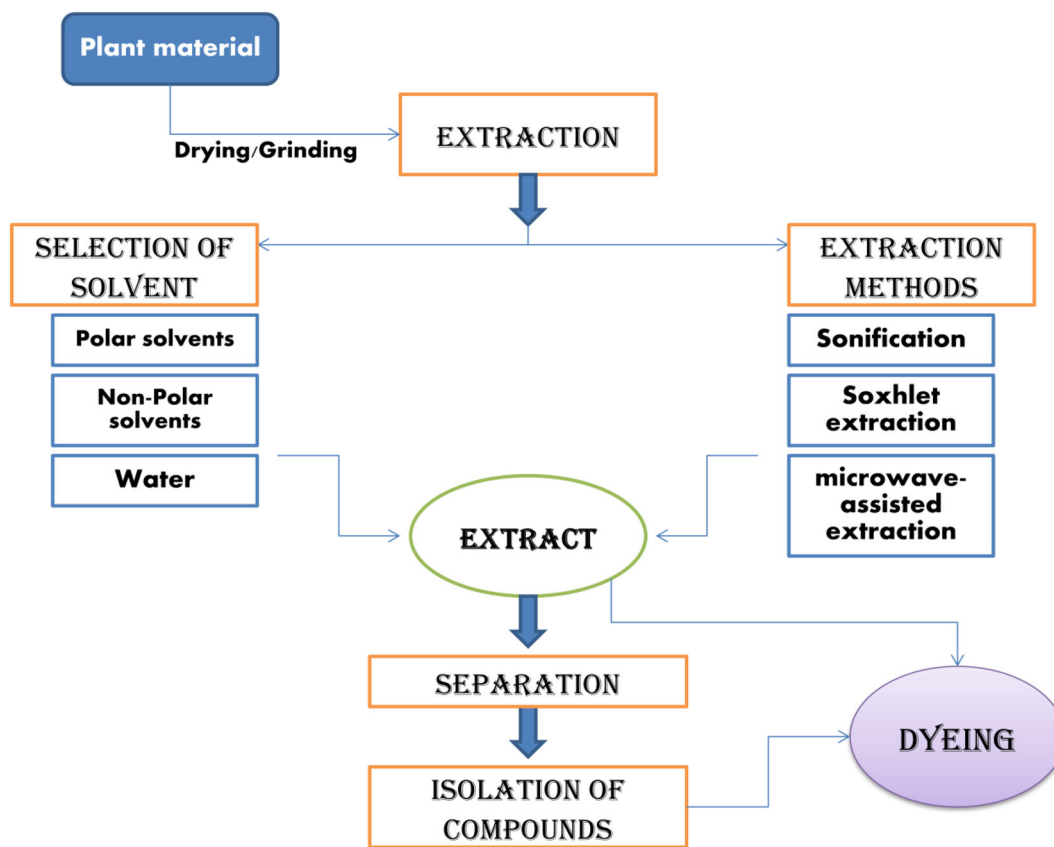 Plant material
Drying/Grinding
EXTRACTION
SELECTION OF
SOLVENT
Polar solvents
Non-Polar
solvents
Water
EXTRACTION
METHODS
Sonification
Soxhlet
extraction
microwave-
assisted
extraction
EXTRACT
SEPARATION
ISOLATION OF
COMPOUNDS
DYEING